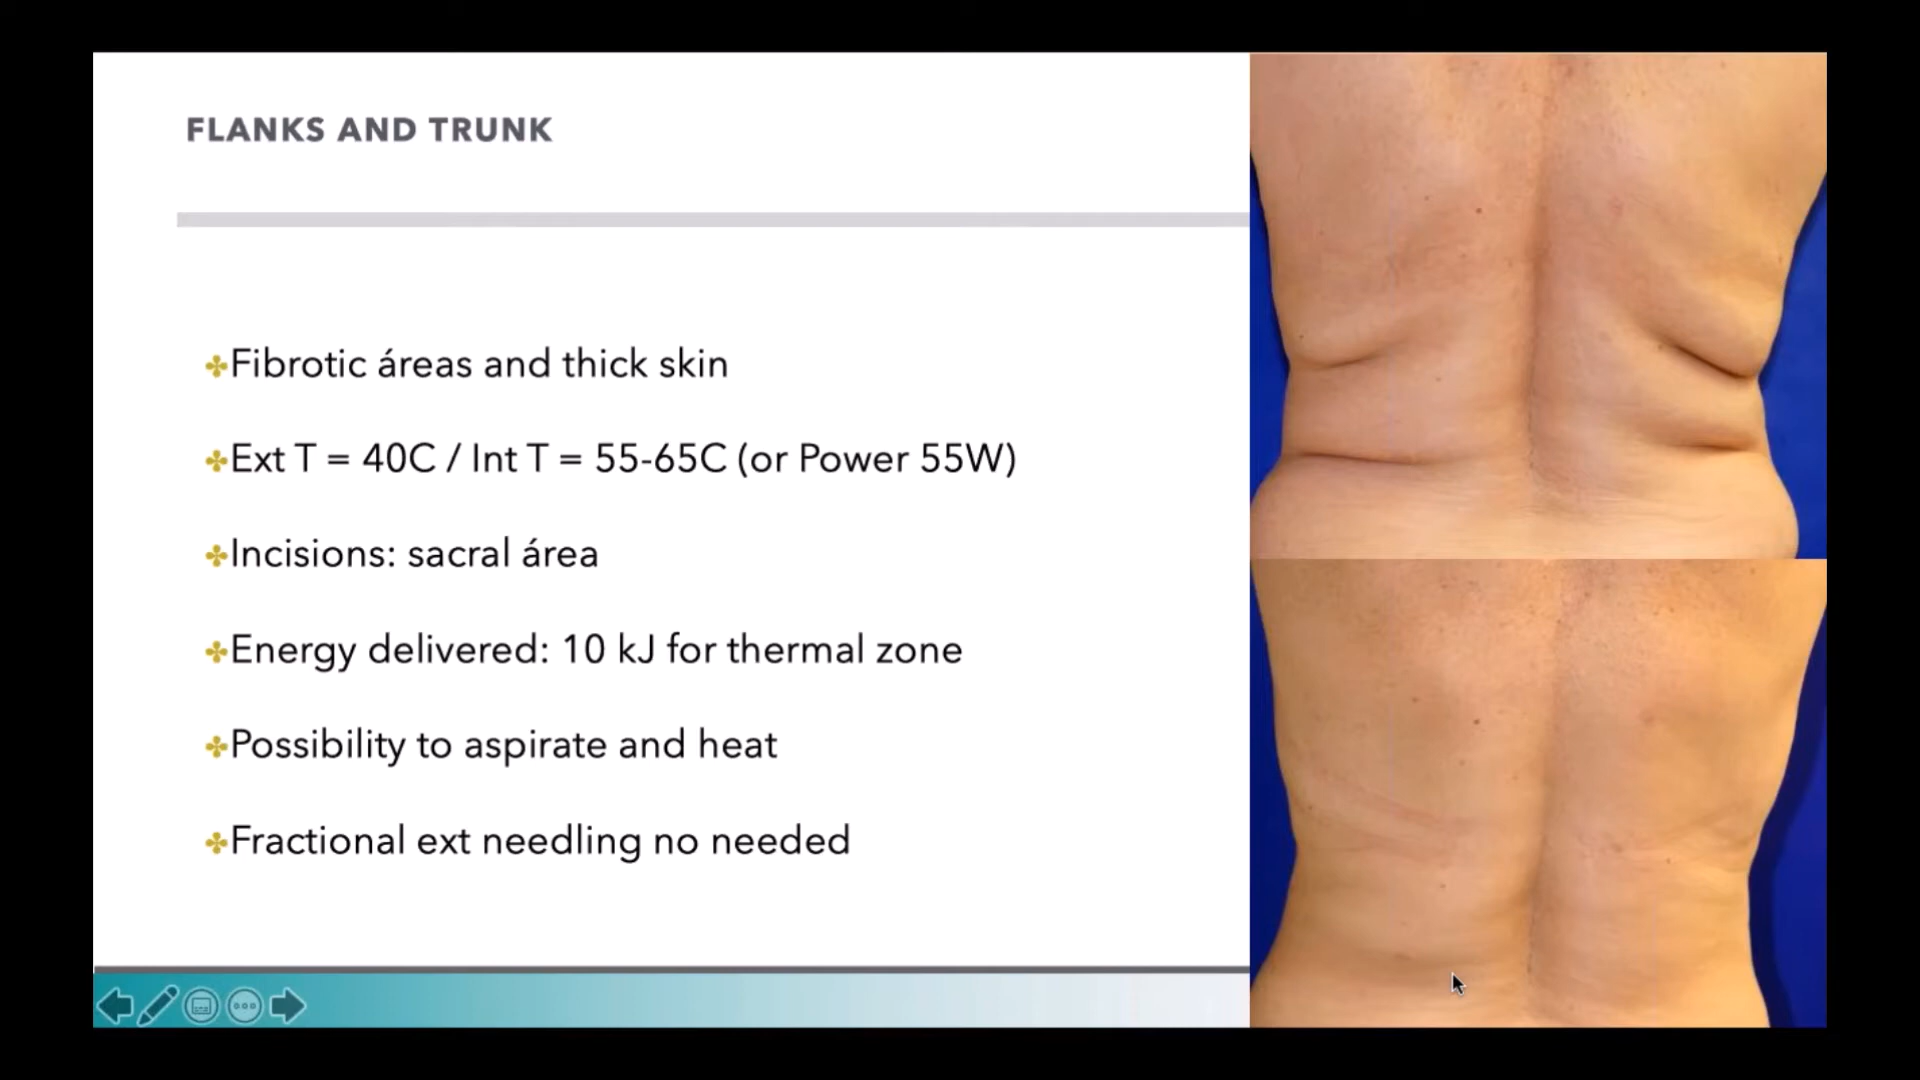 FLANKS AND TRUNK
Fibrotic áreas and thick skin
Ext T = 40C / Int T = 55-65C (or Power 55W)
Incisions: sacral área
Energy delivered: 10 kJ for thermal zone
Possibility to aspirate and heat
Fractional ext needling no needed